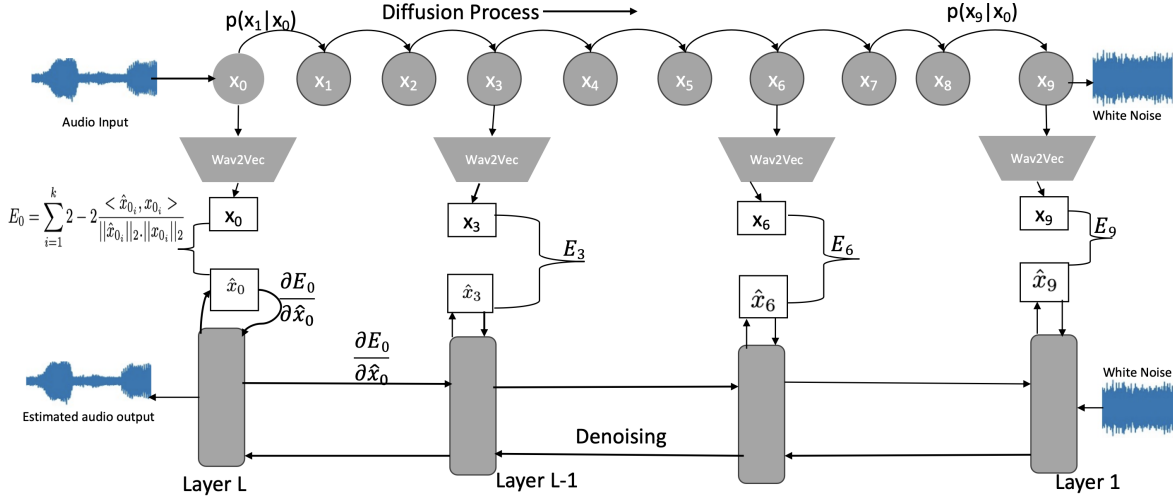 p(x₁|x₀) Diffusion Process p(x₉|x₀)
x₀ x₁ x₂ x₃ x₄ x₅ x₆ x₇ x₈ x₉
Audio Input White Noise
Wav2Vec Wav2Vec Wav2Vec Wav2Vec
E₀ = ∑ᵢ₌₁ᵏ 2 − 2 < x̂₀ᵢ, x₀ᵢ > / ||x̂₀ᵢ||₂.||x₀ᵢ||₂
x₀ x₃ x₆ x₉
E₃ E₆ E₉
x̂₀ x̂₃ x̂₆ x̂₉
∂E₀/∂x̂₀
∂E₀/∂x̂₀
White Noise
Estimated audio output
Denoising
Layer L Layer L-1 Layer 1